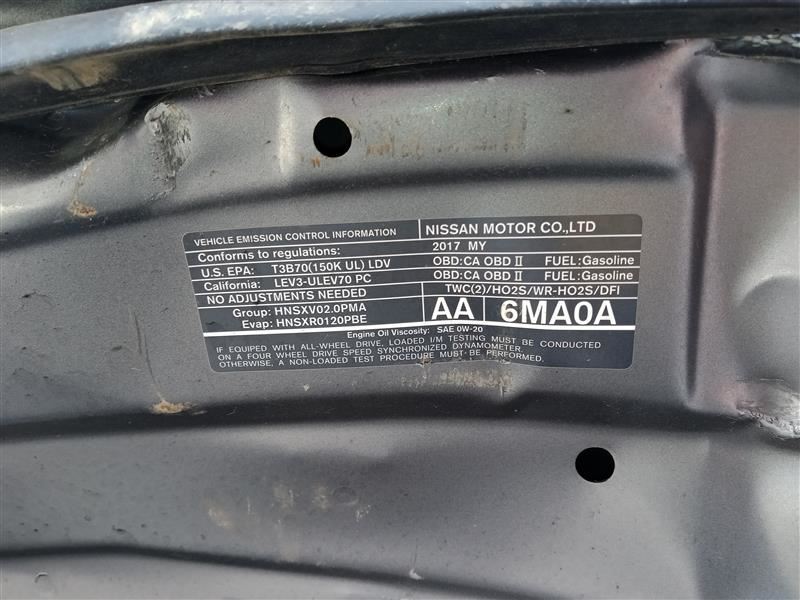 VEHICLE EMISSION CONTROL INFORMATION NISSAN MOTOR CO.,LTD
Conforms to regulations: 2017 MY
U.S. EPA: T3B70(150K UL) LDV OBD:CA OBD II FUEL:Gasoline
California: LEV3-ULEV70 PC OBD:CA OBD II FUEL:Gasoline
NO ADJUSTMENTS NEEDED TWC(2)/HO2S/WR-HO2S/DFI
Group: HNSXV02.0PMA AA 6MA0A
Evap: HNSXR0120PBE
Engine Oil Viscosity: SAE 0W-20
IF EQUIPPED WITH ALL-WHEEL DRIVE, LOADED I/M TESTING MUST BE CONDUCTED
ON A FOUR WHEEL DRIVE SPEED SYNCHRONIZED DYNAMOMETER.
OTHERWISE, A NON-LOADED TEST PROCEDURE MUST BE PERFORMED.